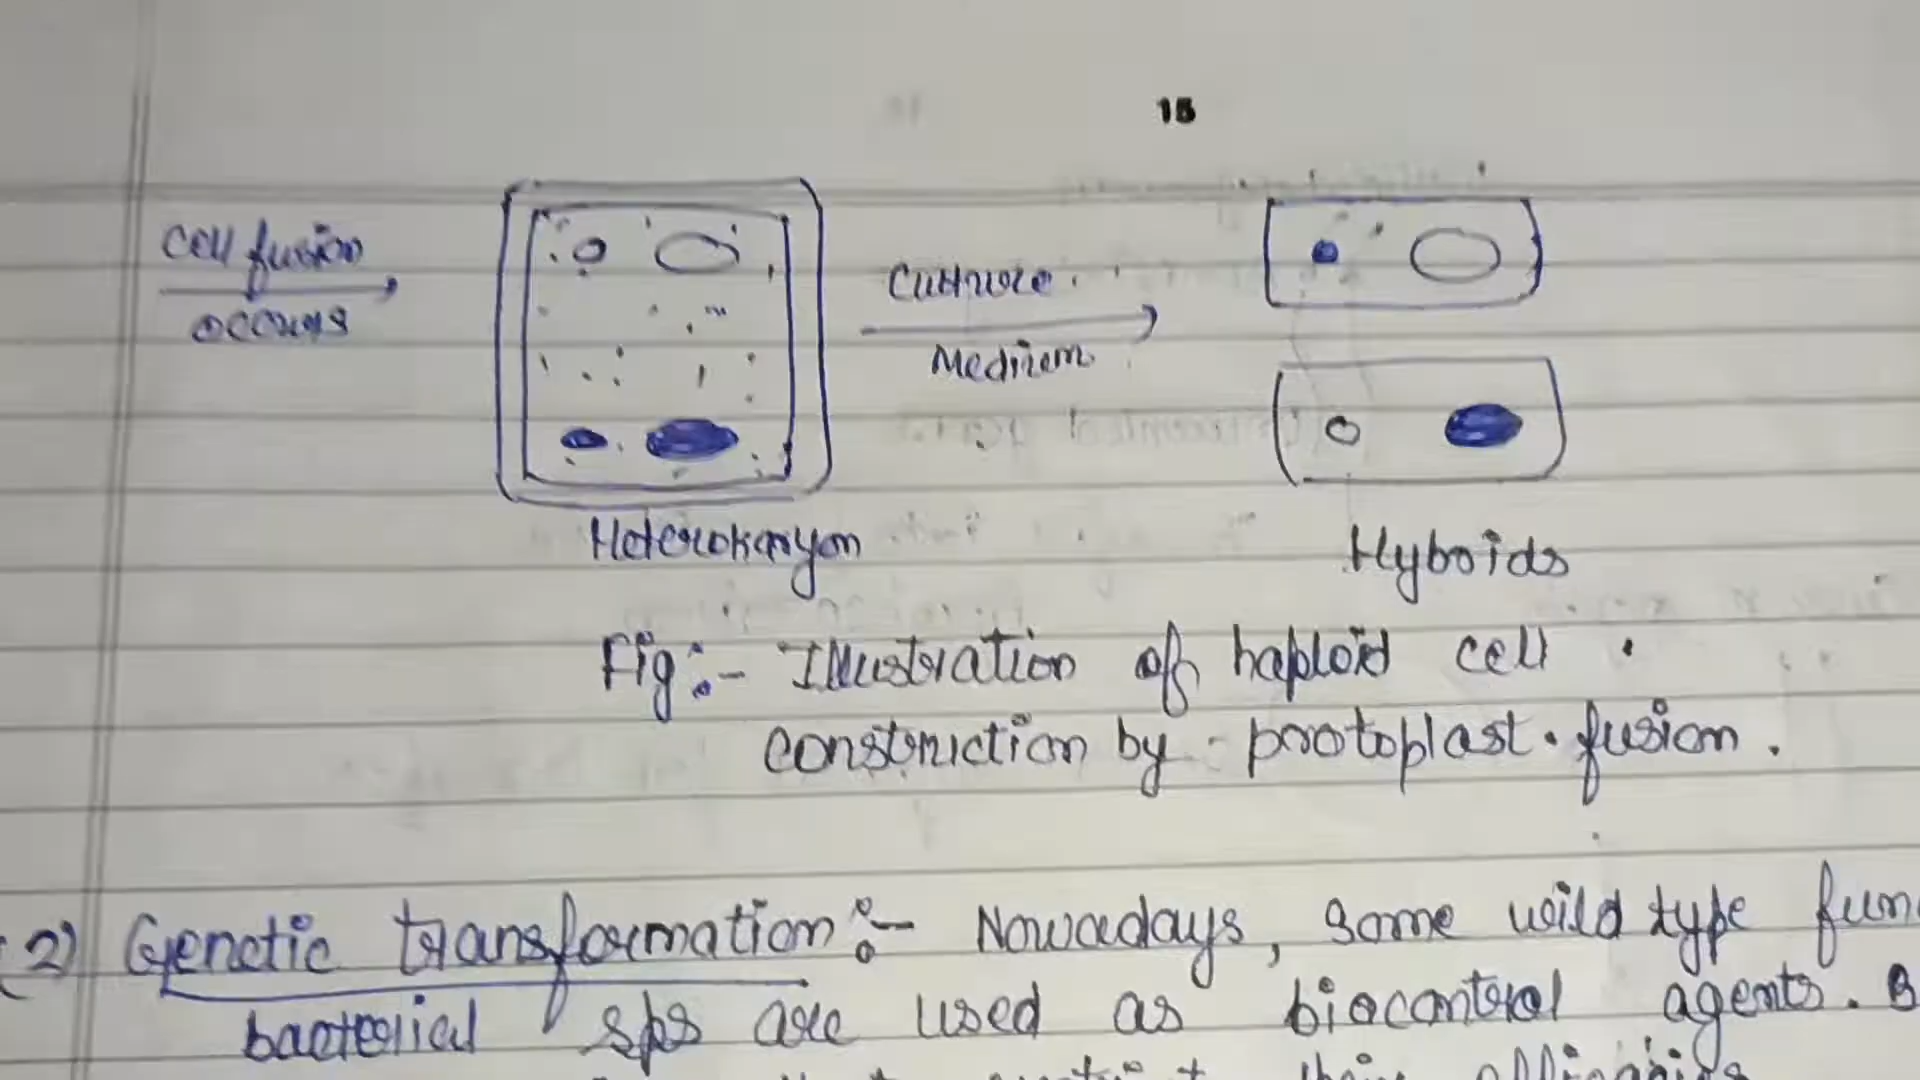 15
Cell fusion
occurs
Culture
Medium
Heterokaryon
Hybrids
Fig:- Illustration of haploid cell
construction by protoplast fusion.
(2) Genetic transformation:- Nowadays, some wild type
bacterial sps are used as biocontrol agents.